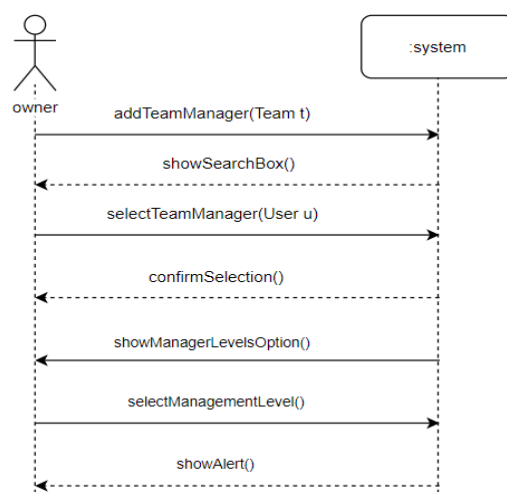 :system
owner
addTeamManager(Team t)
showSearchBox()
selectTeamManager(User u)
confirmSelection()
showManagerLevelsOption()
selectManagementLevel()
showAlert()